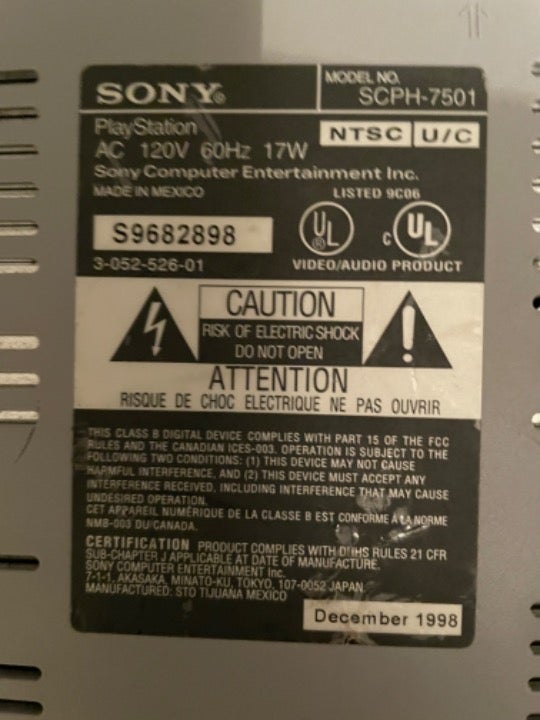 SONY®
MODEL NO.
SCPH-7501
PlayStation
NTSC U/C
AC 120V 60Hz 17W
Sony Computer Entertainment Inc.
MADE IN MEXICO
LISTED 9C06
S9682898
UL ® c UL
3-052-526-01
VIDEO/AUDIO PRODUCT
CAUTION
RISK OF ELECTRIC SHOCK
DO NOT OPEN
ATTENTION
RISQUE DE CHOC ELECTRIQUE NE PAS OUVRIR
THIS CLASS B DIGITAL DEVICE COMPLIES WITH PART 15 OF THE FCC
RULES AND THE CANADIAN ICES-003. OPERATION IS SUBJECT TO THE
FOLLOWING TWO CONDITIONS: (1) THIS DEVICE MAY NOT CAUSE
HARMFUL INTERFERENCE, AND (2) THIS DEVICE MUST ACCEPT ANY
INTERFERENCE RECEIVED, INCLUDING INTERFERENCE THAT MAY CAUSE
UNDESIRED OPERATION.
CET APPAREIL NUMÉRIQUE DE LA CLASSE B EST CONFORME À LA NORME
NMB-003 DU CANADA.
CERTIFICATION PRODUCT COMPLIES WITH DHHS RULES 21 CFR
SUB-CHAPTER J APPLICABLE AT DATE OF MANUFACTURE.
SONY COMPUTER ENTERTAINMENT Inc.
7-1-1, AKASAKA, MINATO-KU, TOKYO, 107-0052 JAPAN
MANUFACTURED: STO TIJUANA MEXICO
December 1998